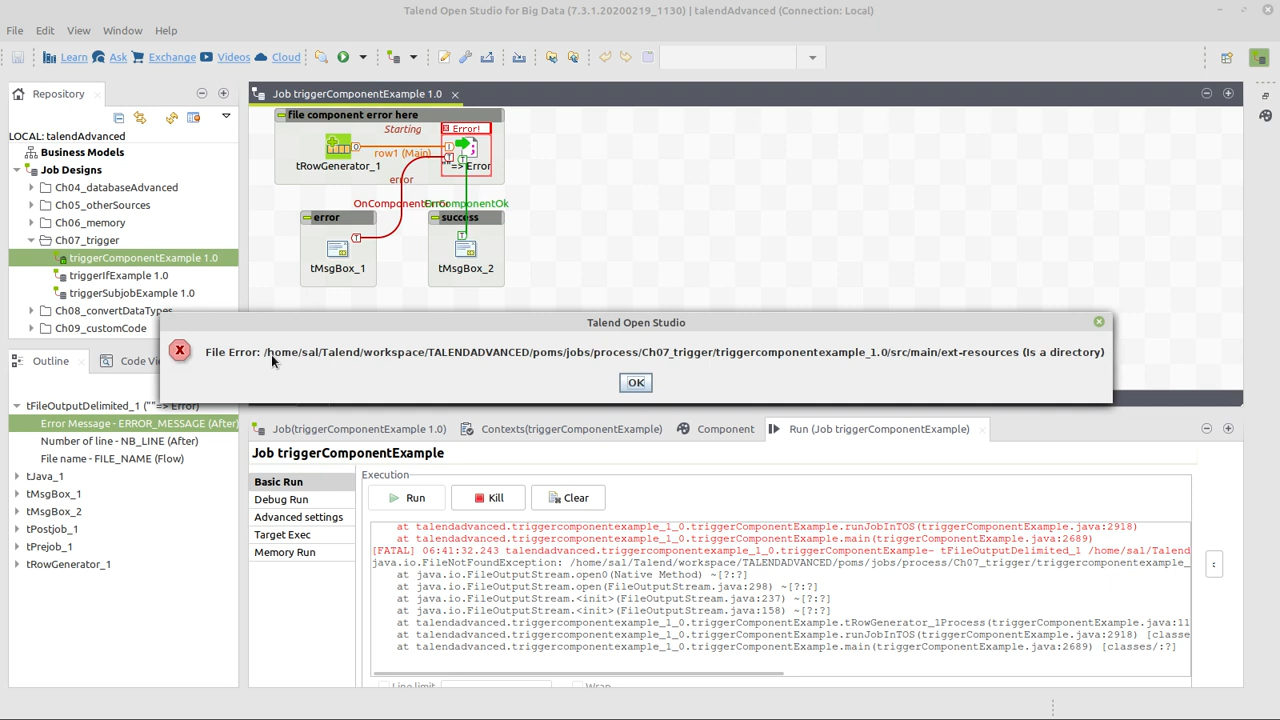 Talend Open Studio for Big Data (7.3.1.20200219_1130) | talendAdvanced (Connection: Local)
File Edit View Window Help
Learn Ask Exchange Videos Cloud
Repository
LOCAL: talendAdvanced
Business Models
Job Designs
Ch04_databaseAdvanced
Ch05_otherSources
Ch06_memory
Ch07_trigger
triggerComponentExample 1.0
triggerIfExample 1.0
triggerSubjobExample 1.0
Ch08_convertDataTypes
Ch09_customCode
Job triggerComponentExample 1.0
file component error here
Starting
Error!
row1 (Main)
tRowGenerator_1
""=> Error
error
OnComponentError
OnComponentOk
error
success
tMsgBox_1
tMsgBox_2
Talend Open Studio
File Error: /home/sal/Talend/workspace/TALENDADVANCED/poms/jobs/process/Ch07_trigger/triggercomponentexample_1.0/src/main/ext-resources (Is a directory)
OK
Outline
Code Vi
tFileOutputDelimited_1 (""=> Error)
Error Message - ERROR_MESSAGE (After)
Number of line - NB_LINE (After)
File name - FILE_NAME (Flow)
tJava_1
tMsgBox_1
tMsgBox_2
tPostjob_1
tPrejob_1
tRowGenerator_1
Job(triggerComponentExample 1.0)
Contexts(triggerComponentExample)
Component
Run (Job triggerComponentExample)
Job triggerComponentExample
Basic Run
Debug Run
Advanced settings
Target Exec
Memory Run
Execution
Run
Kill
Clear
at talendadvanced.triggercomponentexample_1_0.triggerComponentExample.runJobInTOS(triggerComponentExample.java:2918)
at talendadvanced.triggercomponentexample_1_0.triggerComponentExample.main(triggerComponentExample.java:2689)
[FATAL] 06:41:32.243 talendadvanced.triggercomponentexample_1_0.triggerComponentExample- tFileOutputDelimited_1 /home/sal/Talend
java.io.FileNotFoundException: /home/sal/Talend/workspace/TALENDADVANCED/poms/jobs/process/Ch07_trigger/triggercomponentexample_
at java.io.FileOutputStream.open0(Native Method) ~[?:?]
at java.io.FileOutputStream.open(FileOutputStream.java:298) ~[?:?]
at java.io.FileOutputStream.<init>(FileOutputStream.java:237) ~[?:?]
at java.io.FileOutputStream.<init>(FileOutputStream.java:158) ~[?:?]
at talendadvanced.triggercomponentexample_1_0.triggerComponentExample.tRowGenerator_1Process(triggerComponentExample.java:11
at talendadvanced.triggercomponentexample_1_0.triggerComponentExample.runJobInTOS(triggerComponentExample.java:2918) [classe
at talendadvanced.triggercomponentexample_1_0.triggerComponentExample.main(triggerComponentExample.java:2689) [classes/:?]
Line limit
Wrap